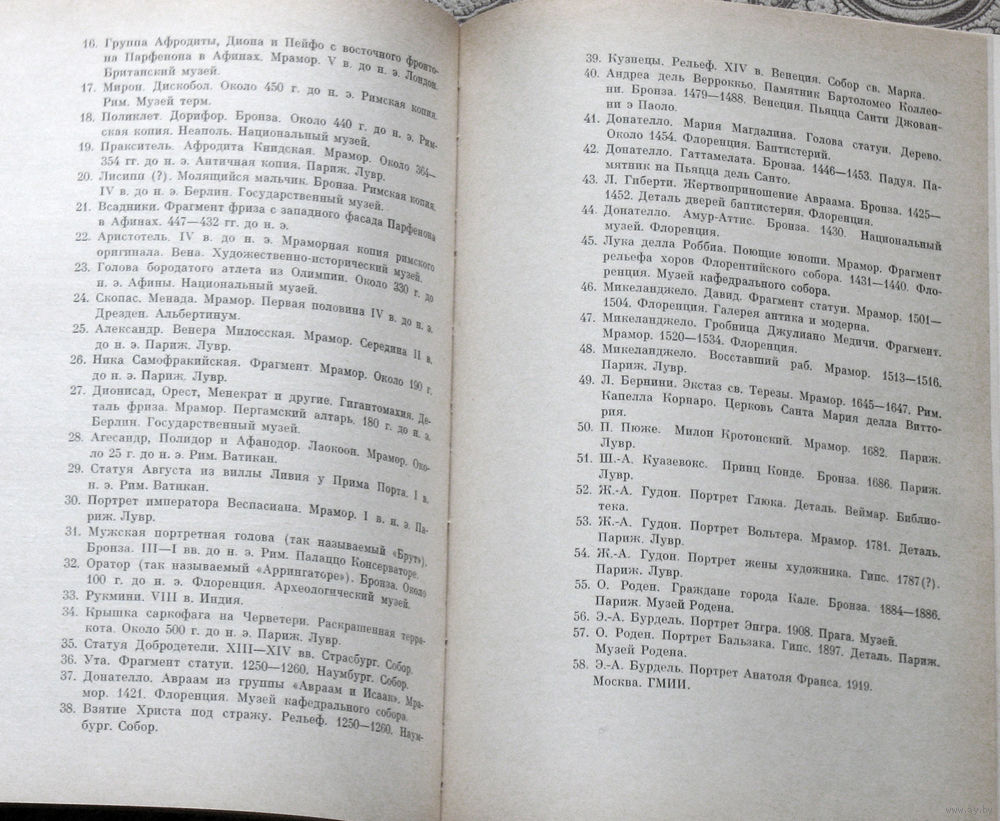 16. Группа Афродиты, Диона и Пейфо с восточного фронто-
на Парфенона в Афинах. Мрамор. V в. до н. э. Лондон.
Британский музей.
17. Мирон. Дискобол. Около 450 г. до н. э. Римская копия.
Рим. Музей терм.
18. Поликлет. Дорифор. Бронза. Около 440 г. до н. э. Рим-
ская копия. Неаполь. Национальный музей.
19. Пракситель. Афродита Книдская. Мрамор. Около 364—
354 гг. до н. э. Античная копия. Париж. Лувр.
20. Лисипп (?). Молящийся мальчик. Бронза. Римская копия.
IV в. до н. э. Берлин. Государственный музей.
21. Всадники. Фрагмент фриза с западного фасада Парфенона
в Афинах. 447—432 гг. до н. э.
22. Аристотель. IV в. до н. э. Мраморная копия римского
оригинала. Вена. Художественно-исторический музей.
23. Голова бородатого атлета из Олимпии. Около 330 г. до
н. э. Афины. Национальный музей.
24. Скопас. Менада. Мрамор. Первая половина IV в. до н. э.
Дрезден. Альбертинум.
25. Александр. Венера Милосская. Мрамор. Середина II в.
до н. э. Париж. Лувр.
26. Ника Самофракийская. Фрагмент. Мрамор. Около 190 г.
до н. э. Париж. Лувр.
27. Дионисад, Орест, Менекрат и другие. Гигантомахия. Де-
таль фриза. Мрамор. Пергамский алтарь. 180 г. до н. э.
Берлин. Государственный музей.
28. Агесандр, Полидор и Афанодор. Лаокоон. Мрамор. Око-
ло 25 г. до н. э. Рим. Ватикан.
29. Статуя Августа из виллы Ливия у Прима Порта. I в.
н. э. Рим. Ватикан.
30. Портрет императора Веспасиана. Мрамор. I в. н. э. Па-
риж. Лувр.
31. Мужская портретная голова (так называемый «Брут»).
Бронза. III—I вв. до н. э. Рим. Палаццо Консерваторе.
32. Оратор (так называемый «Аррингаторе»). Бронза. Около
100 г. до н. э. Флоренция. Археологический музей.
33. Рукмини. VIII в. Индия.
34. Крышка саркофага на Черветери. Раскрашенная терра-
кота. Около 500 г. до н. э. Париж. Лувр.
35. Статуя Добродетели. XIII—XIV вв. Страсбург. Собор.
36. Ута. Фрагмент статуи. 1250—1260. Наумбург. Собор.
37. Донателло. Авраам из группы «Авраам и Исаак». Мра-
мор. 1421. Флоренция. Музей кафедрального собора.
38. Взятие Христа под стражу. Рельеф. 1250—1260. Наум-
бург. Собор.
39. Кузнецы. Рельеф. XIV в. Венеция. Собор св. Марка.
40. Андреа дель Верроккьо. Памятник Бартоломео Коллео-
ни. Бронза. 1479—1488. Венеция. Пьяцца Санти Джован-
ни э Паоло.
41. Донателло. Мария Магдалина. Голова статуи. Дерево.
Около 1454. Флоренция. Баптистерий.
42. Донателло. Гаттамелата. Бронза. 1446—1453. Падуя. Па-
мятник на Пьяцца дель Санто.
43. Л. Гиберти. Жертвоприношение Авраама. Бронза. 1425—
1452. Деталь дверей баптистерия. Флоренция.
44. Донателло. Амур-Аттис. Бронза. 1430. Национальный
музей. Флоренция.
45. Лука делла Роббиа. Поющие юноши. Мрамор. Фрагмент
рельефа хоров Флорентийского собора. 1431—1440. Фло-
ренция. Музей кафедрального собора.
46. Микеланджело. Давид. Фрагмент статуи. Мрамор. 1501—
1504. Флоренция. Галерея антика и модерна.
47. Микеланджело. Гробница Джулиано Медичи. Фрагмент.
Мрамор. 1520—1534. Флоренция.
48. Микеланджело. Восставший раб. Мрамор. 1513—1516.
Париж. Лувр.
49. Л. Бернини. Экстаз св. Терезы. Мрамор. 1645—1647. Рим.
Капелла Корнаро. Церковь Санта Мария делла Витто-
рия.
50. П. Пюже. Милон Кротонский. Мрамор. 1682. Париж.
Лувр.
51. Ш.-А. Куазевокс. Принц Конде. Бронза. 1686. Париж.
Лувр.
52. Ж.-А. Гудон. Портрет Глюка. Деталь. Веймар. Библио-
тека.
53. Ж.-А. Гудон. Портрет Вольтера. Мрамор. 1781. Деталь.
Париж. Лувр.
54. Ж.-А. Гудон. Портрет жены художника. Гипс. 1787(?).
Париж. Лувр.
55. О. Роден. Граждане города Кале. Бронза. 1884—1886.
Париж. Музей Родена.
56. Э.-А. Бурдель. Портрет Энгра. 1908. Прага. Музей.
57. О. Роден. Портрет Бальзака. Гипс. 1897. Деталь. Париж.
Музей Родена.
58. Э.-А. Бурдель. Портрет Анатоля Франса. 1919.
Москва. ГМИИ.
www.ay.by